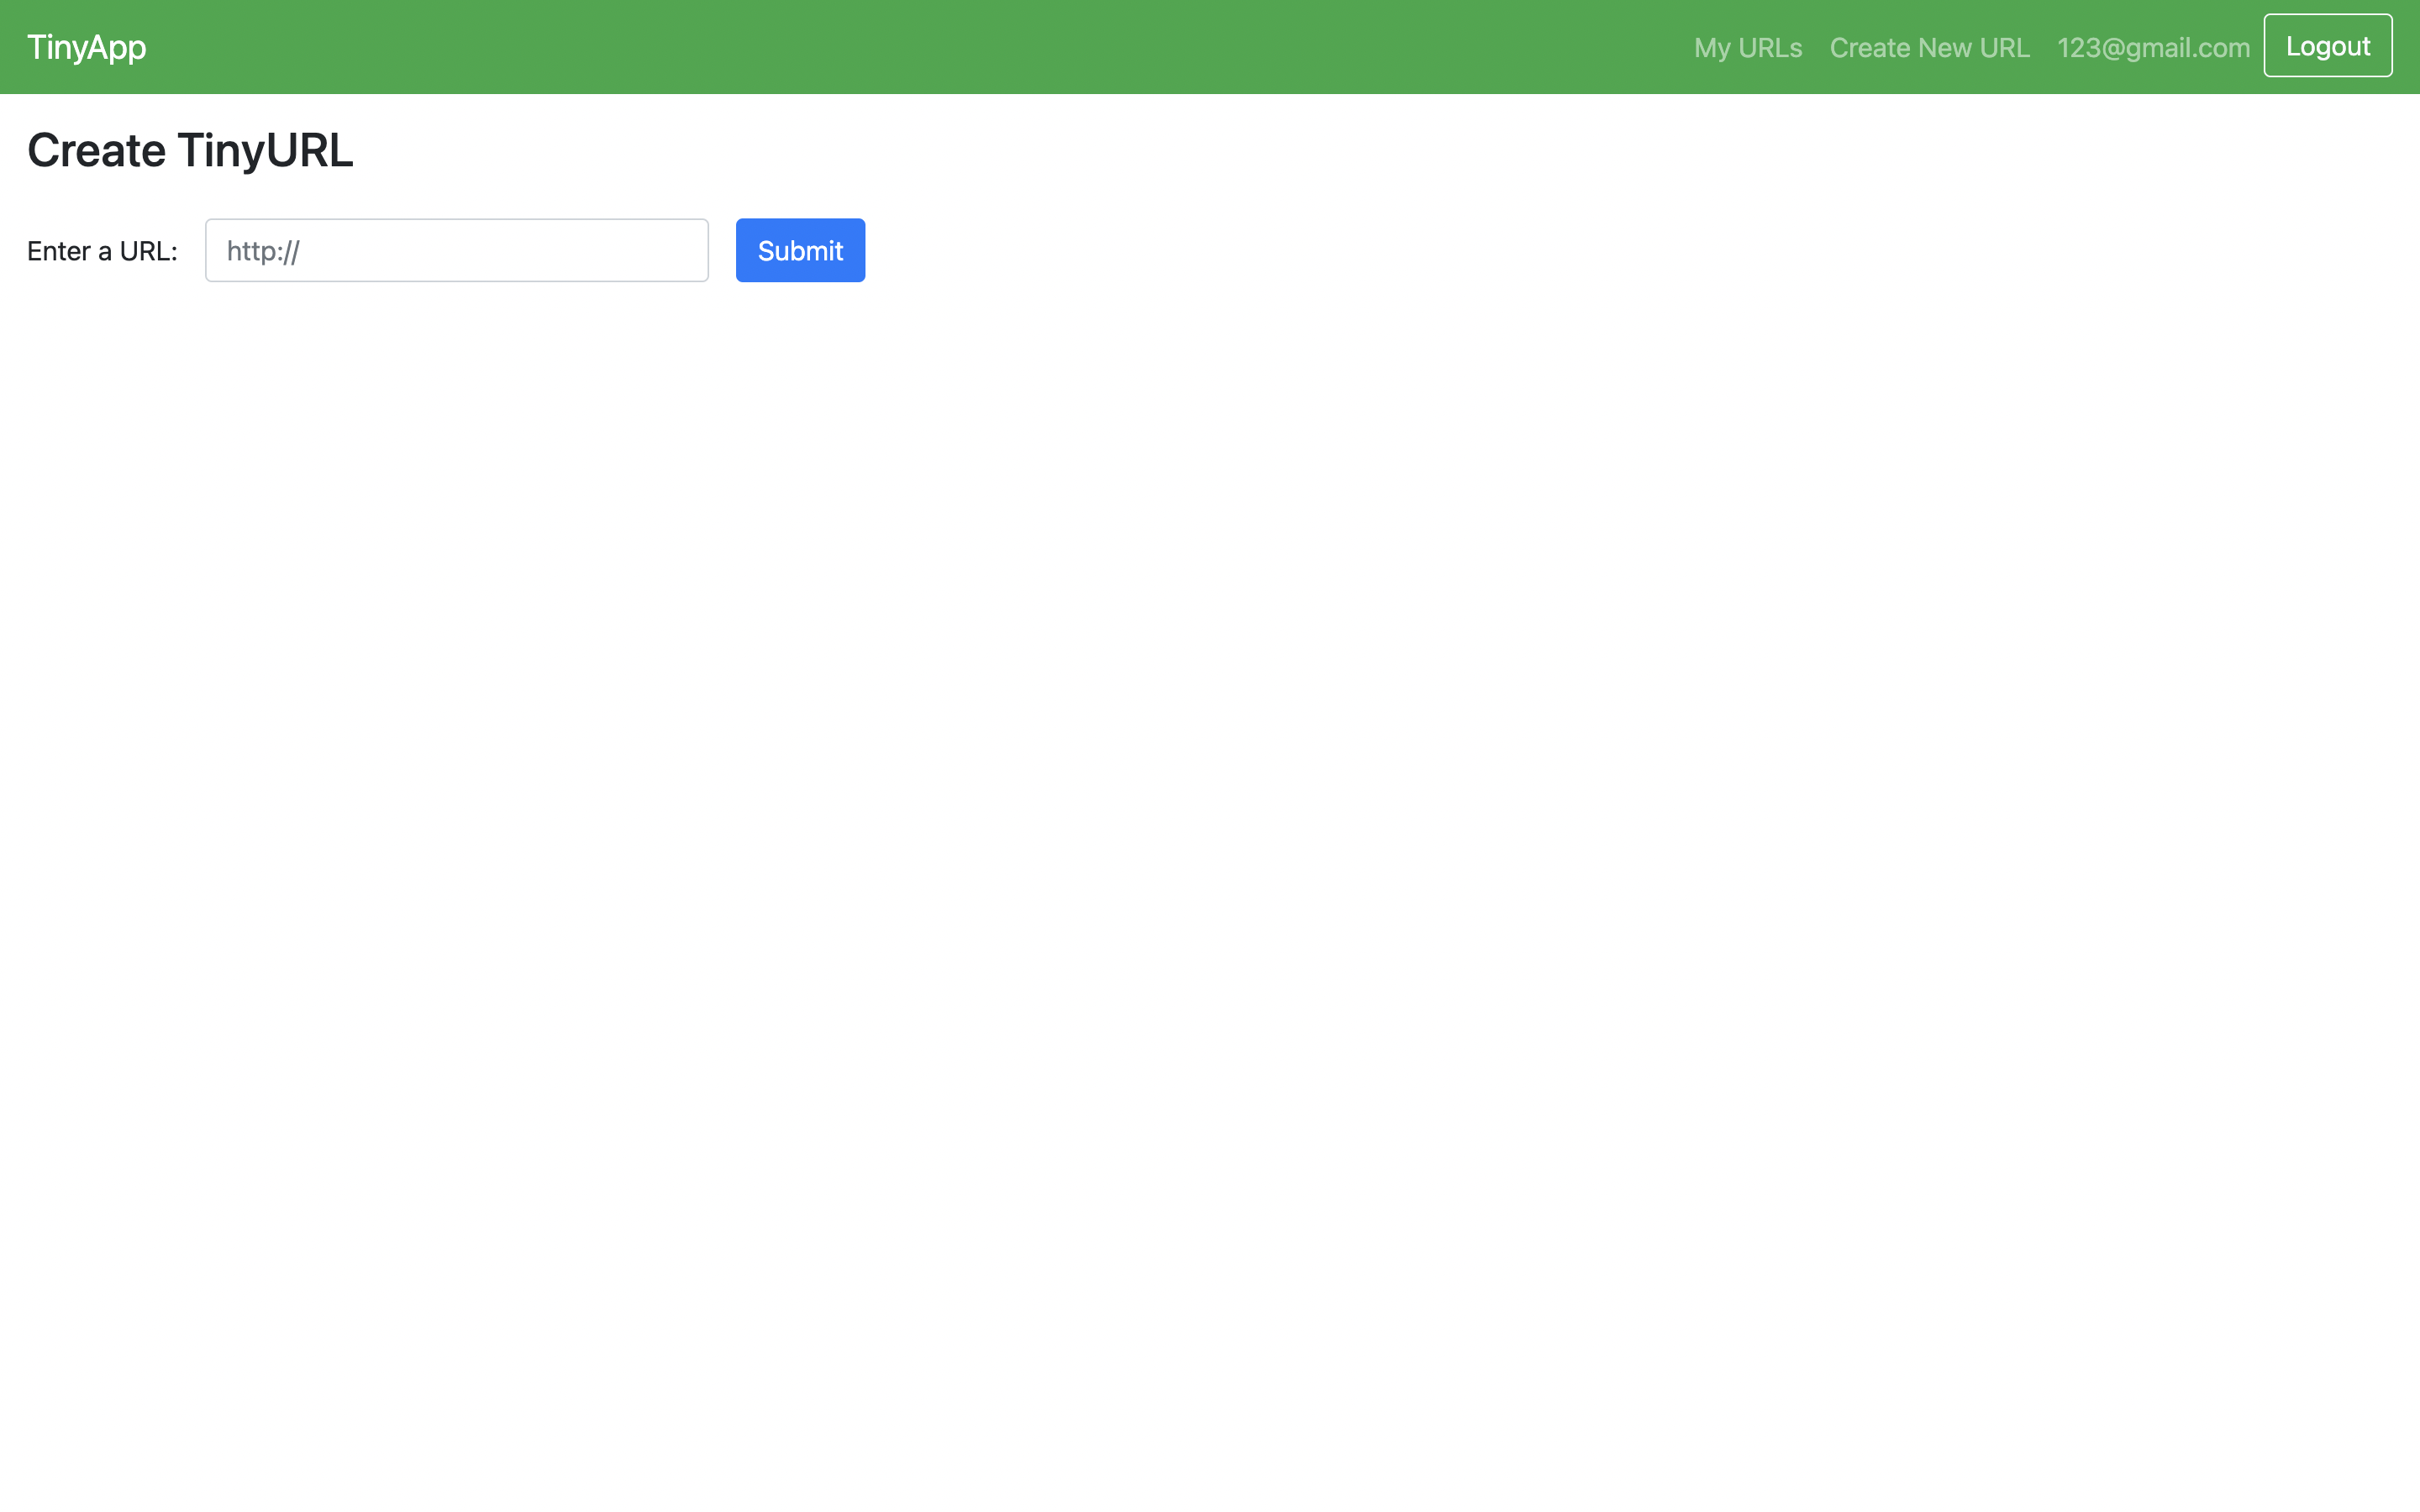 TinyApp My URLs Create New URL 123@gmail.com Logout
Create TinyURL
Enter a URL: http:// Submit